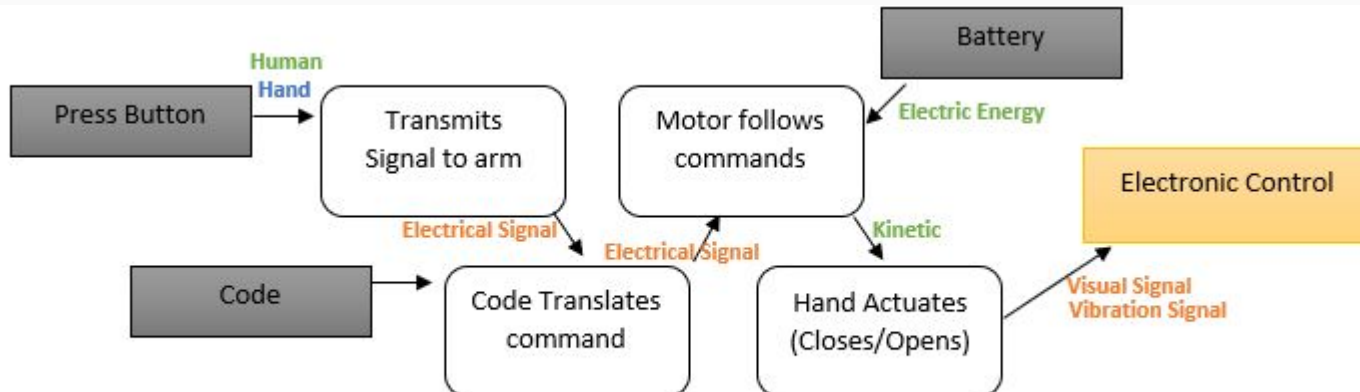 Battery
Human
Hand
Press Button
Transmits
Signal to arm
Motor follows
commands
Electric Energy
Electronic Control
Electrical Signal
Electrical Signal
Kinetic
Code
Code Translates
command
Hand Actuates
(Closes/Opens)
Visual Signal
Vibration Signal